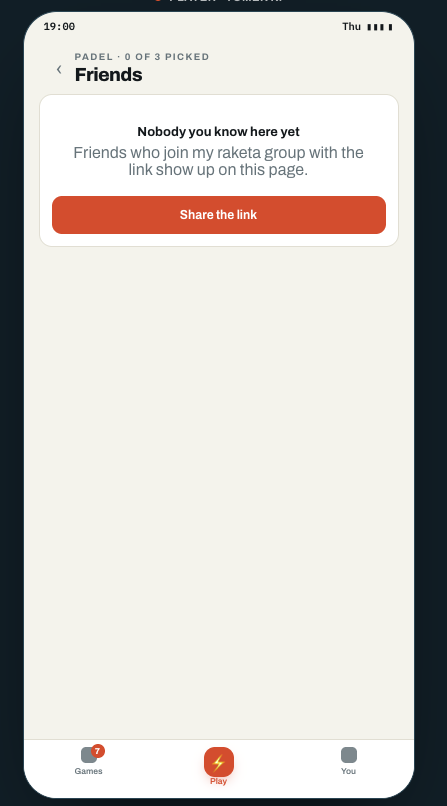 19:00
Thu
PADEL · 0 OF 3 PICKED
‹ Friends
Nobody you know here yet
Friends who join my raketa group with the
link show up on this page.
Share the link
7
Games
Play
You